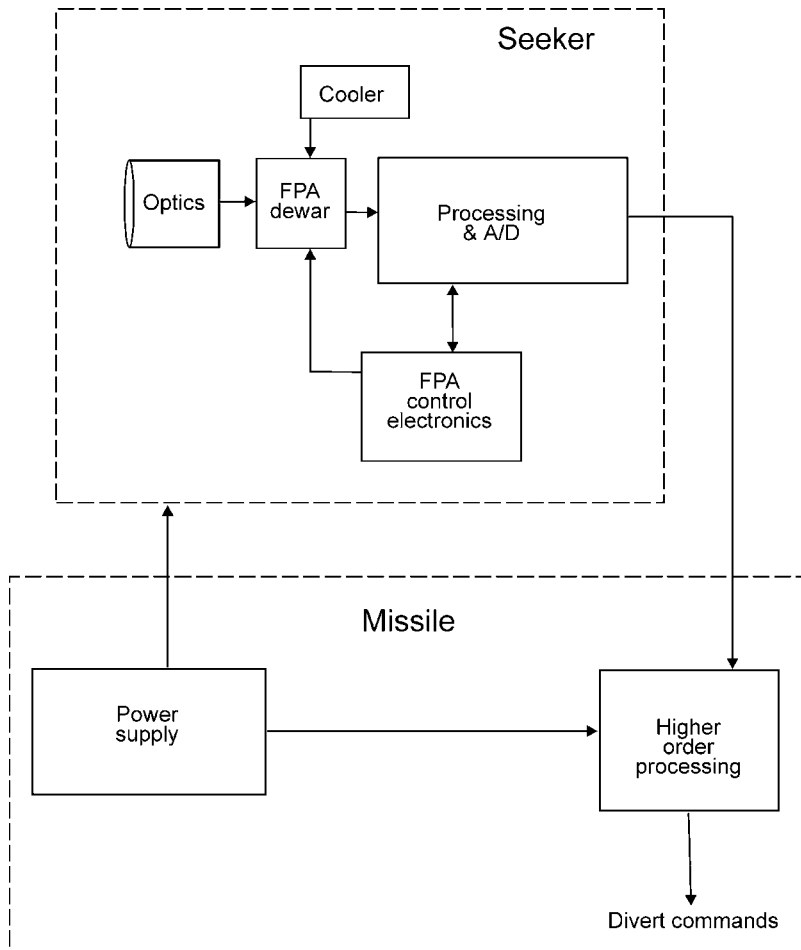 Seeker
Cooler
Optics
FPA
dewar
Processing
& A/D
FPA
control
electronics
Missile
Power
supply
Higher
order
processing
Divert commands